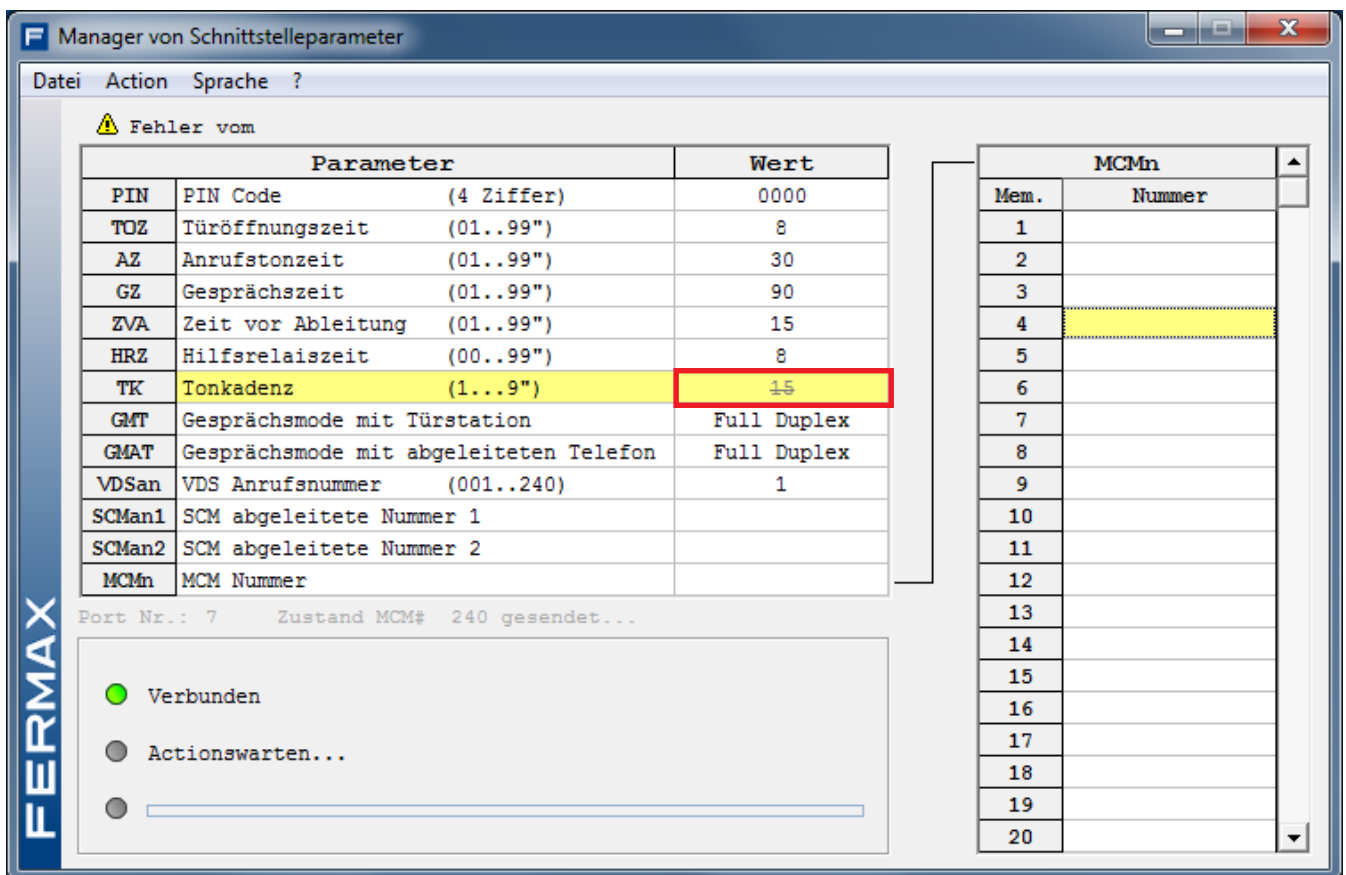 Manager von Schnittstelleparameter
Datei Action Sprache ?
Fehler vom
Parameter Wert
PIN PIN Code (4 Ziffer) 0000
TOZ Türöffnungszeit (01..99") 8
AZ Anrufstonzeit (01..99") 30
GZ Gesprächszeit (01..99") 90
ZVA Zeit vor Ableitung (01..99") 15
HRZ Hilfsrelaiszeit (00..99") 8
TK Tonkadenz (1...9") 15
GMT Gesprächsmode mit Türstation Full Duplex
GMAT Gesprächsmode mit abgeleiteten Telefon Full Duplex
VDSan VDS Anrufsnummer (001..240) 1
SCMan1 SCM abgeleitete Nummer 1
SCMan2 SCM abgeleitete Nummer 2
MCMn MCM Nummer
Port Nr.: 7 Zustand MCM# 240 gesendet...
Verbunden
Actionswarten...
MCMn
Mem. Nummer
1
2
3
4
5
6
7
8
9
10
11
12
13
14
15
16
17
18
19
20
FERMAX